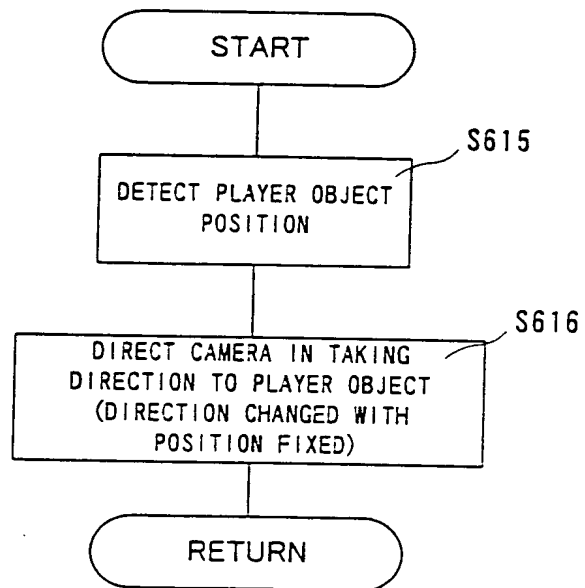 START
S615
DETECT PLAYER OBJECT
POSITION
S616
DIRECT CAMERA IN TAKING
DIRECTION TO PLAYER OBJECT
(DIRECTION CHANGED WITH
POSITION FIXED)
RETURN